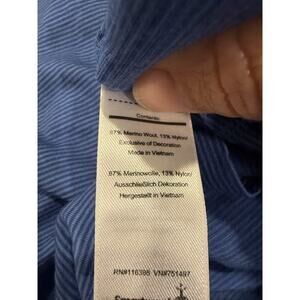 Contents:
87% Merino Wool, 13% Nylon/
Exclusive of Decoration
Made in Vietnam
87% Merinowolle, 13% Nylon/
Ausschließlich Dekoration
Hergestellt in Vietnam
RN#116386 VN#751497